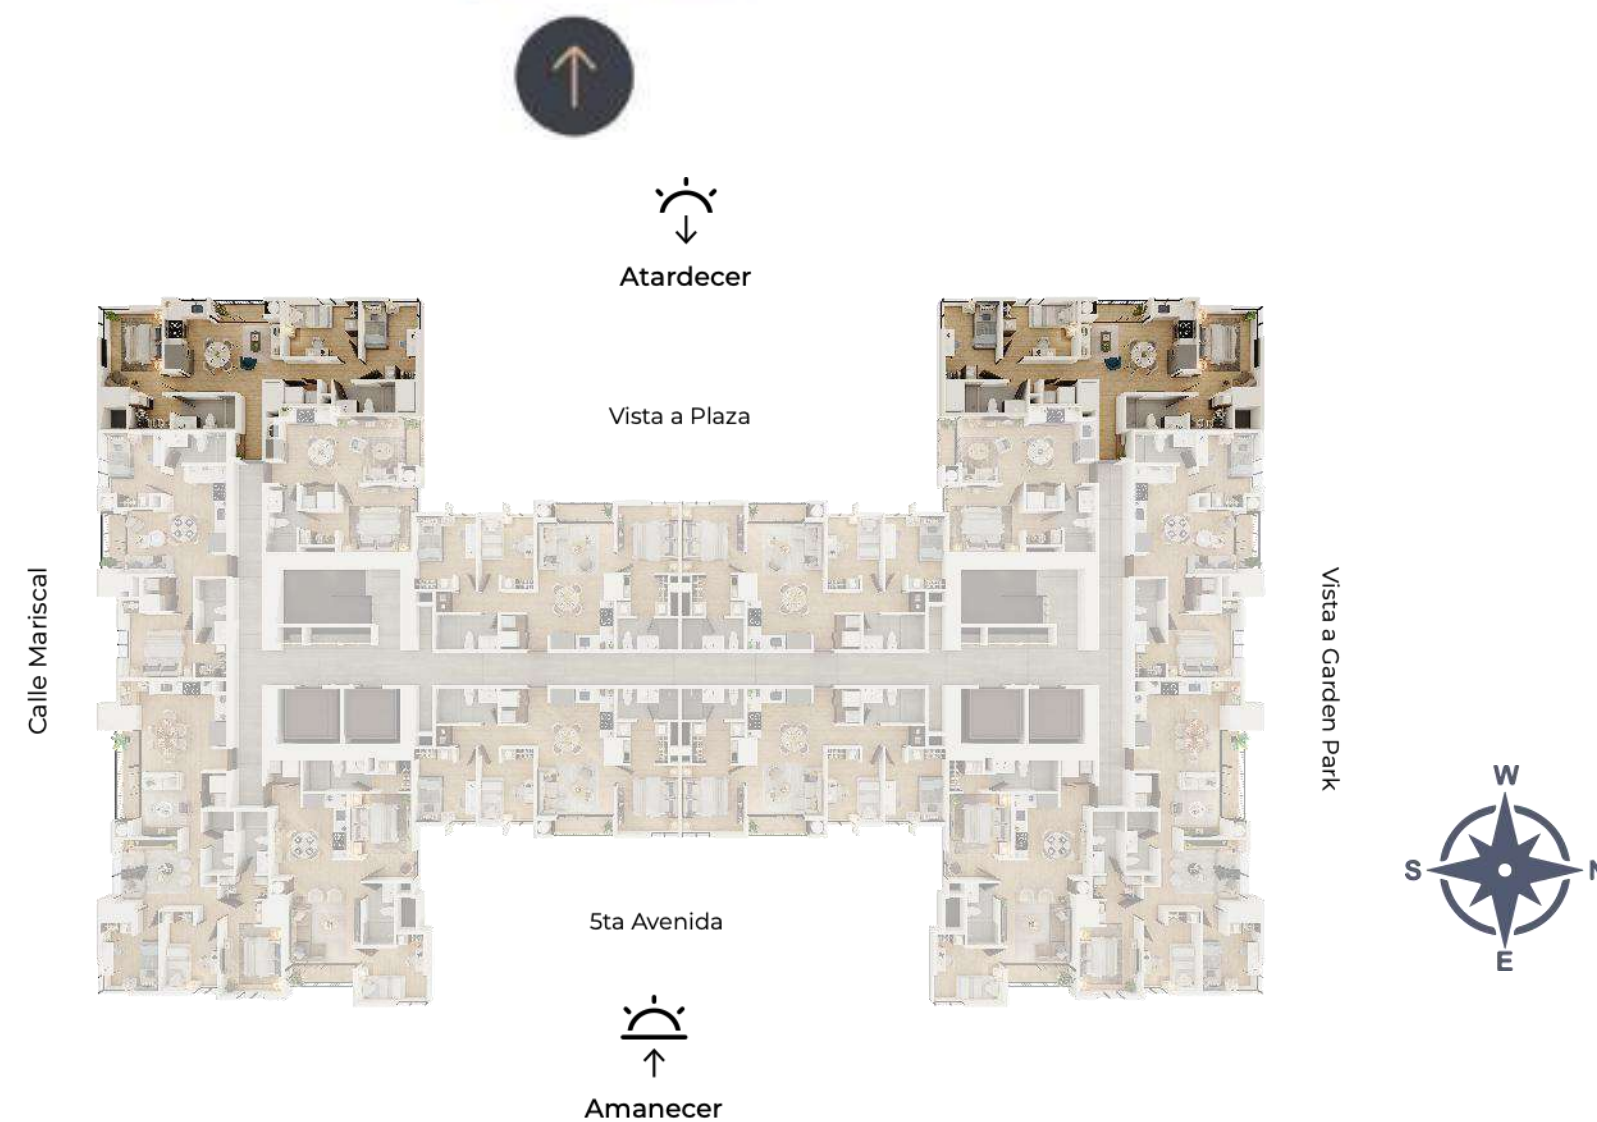 Atardecer
Vista a Plaza
Calle Mariscal
Vista a Garden Park
W
S
N
E
5ta Avenida
Amanecer